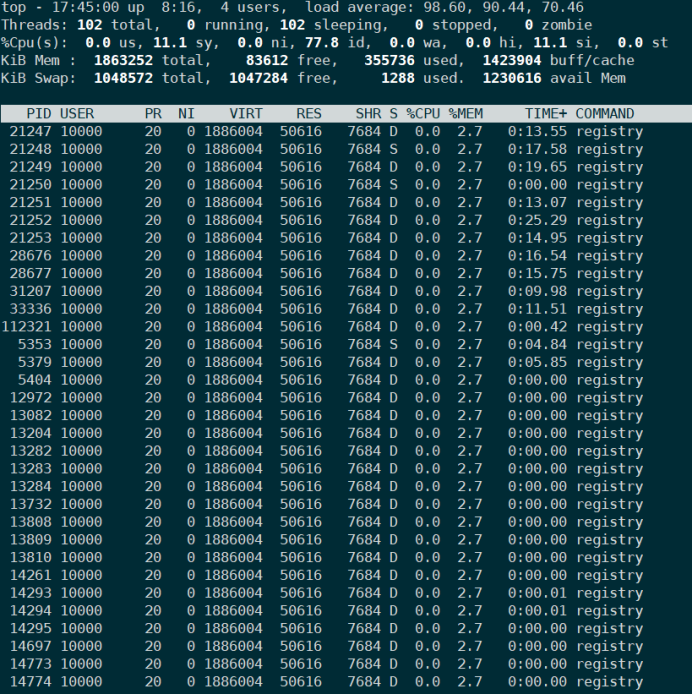 top - 17:45:00 up  8:16,  4 users,  load average: 98.60, 90.44, 70.46
Threads: 102 total,   0 running, 102 sleeping,   0 stopped,   0 zombie
%Cpu(s):  0.0 us, 11.1 sy,  0.0 ni, 77.8 id,  0.0 wa,  0.0 hi, 11.1 si,  0.0 st
KiB Mem :  1863252 total,    83612 free,   355736 used,  1423904 buff/cache
KiB Swap:  1048572 total,  1047284 free,     1288 used.  1230616 avail Mem
PID USER      PR  NI    VIRT    RES    SHR S %CPU %MEM     TIME+ COMMAND
21247 10000     20   0 1886004  50616   7684 D  0.0  2.7   0:13.55 registry
21248 10000     20   0 1886004  50616   7684 S  0.0  2.7   0:17.58 registry
21249 10000     20   0 1886004  50616   7684 D  0.0  2.7   0:19.65 registry
21250 10000     20   0 1886004  50616   7684 S  0.0  2.7   0:00.00 registry
21251 10000     20   0 1886004  50616   7684 D  0.0  2.7   0:13.07 registry
21252 10000     20   0 1886004  50616   7684 D  0.0  2.7   0:25.29 registry
21253 10000     20   0 1886004  50616   7684 D  0.0  2.7   0:14.95 registry
28676 10000     20   0 1886004  50616   7684 D  0.0  2.7   0:16.54 registry
28677 10000     20   0 1886004  50616   7684 D  0.0  2.7   0:15.75 registry
31207 10000     20   0 1886004  50616   7684 D  0.0  2.7   0:09.98 registry
33336 10000     20   0 1886004  50616   7684 D  0.0  2.7   0:11.51 registry
112321 10000     20   0 1886004  50616   7684 D  0.0  2.7   0:00.42 registry
5353 10000     20   0 1886004  50616   7684 S  0.0  2.7   0:04.84 registry
5379 10000     20   0 1886004  50616   7684 D  0.0  2.7   0:05.85 registry
5404 10000     20   0 1886004  50616   7684 D  0.0  2.7   0:00.00 registry
12972 10000     20   0 1886004  50616   7684 D  0.0  2.7   0:00.00 registry
13082 10000     20   0 1886004  50616   7684 D  0.0  2.7   0:00.00 registry
13204 10000     20   0 1886004  50616   7684 D  0.0  2.7   0:00.00 registry
13282 10000     20   0 1886004  50616   7684 D  0.0  2.7   0:00.00 registry
13283 10000     20   0 1886004  50616   7684 D  0.0  2.7   0:00.00 registry
13284 10000     20   0 1886004  50616   7684 D  0.0  2.7   0:00.00 registry
13732 10000     20   0 1886004  50616   7684 D  0.0  2.7   0:00.00 registry
13808 10000     20   0 1886004  50616   7684 D  0.0  2.7   0:00.00 registry
13809 10000     20   0 1886004  50616   7684 D  0.0  2.7   0:00.00 registry
13810 10000     20   0 1886004  50616   7684 D  0.0  2.7   0:00.00 registry
14261 10000     20   0 1886004  50616   7684 D  0.0  2.7   0:00.00 registry
14293 10000     20   0 1886004  50616   7684 D  0.0  2.7   0:00.01 registry
14294 10000     20   0 1886004  50616   7684 D  0.0  2.7   0:00.01 registry
14295 10000     20   0 1886004  50616   7684 D  0.0  2.7   0:00.00 registry
14697 10000     20   0 1886004  50616   7684 D  0.0  2.7   0:00.00 registry
14773 10000     20   0 1886004  50616   7684 D  0.0  2.7   0:00.00 registry
14774 10000     20   0 1886004  50616   7684 D  0.0  2.7   0:00.00 registry